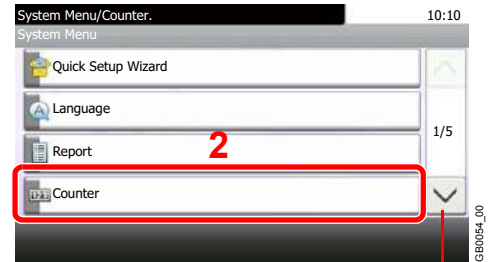 System Menu/Counter.
10:10
System Menu
Quick Setup Wizard
Language
1/5
Report
2
Counter
GB0054_00